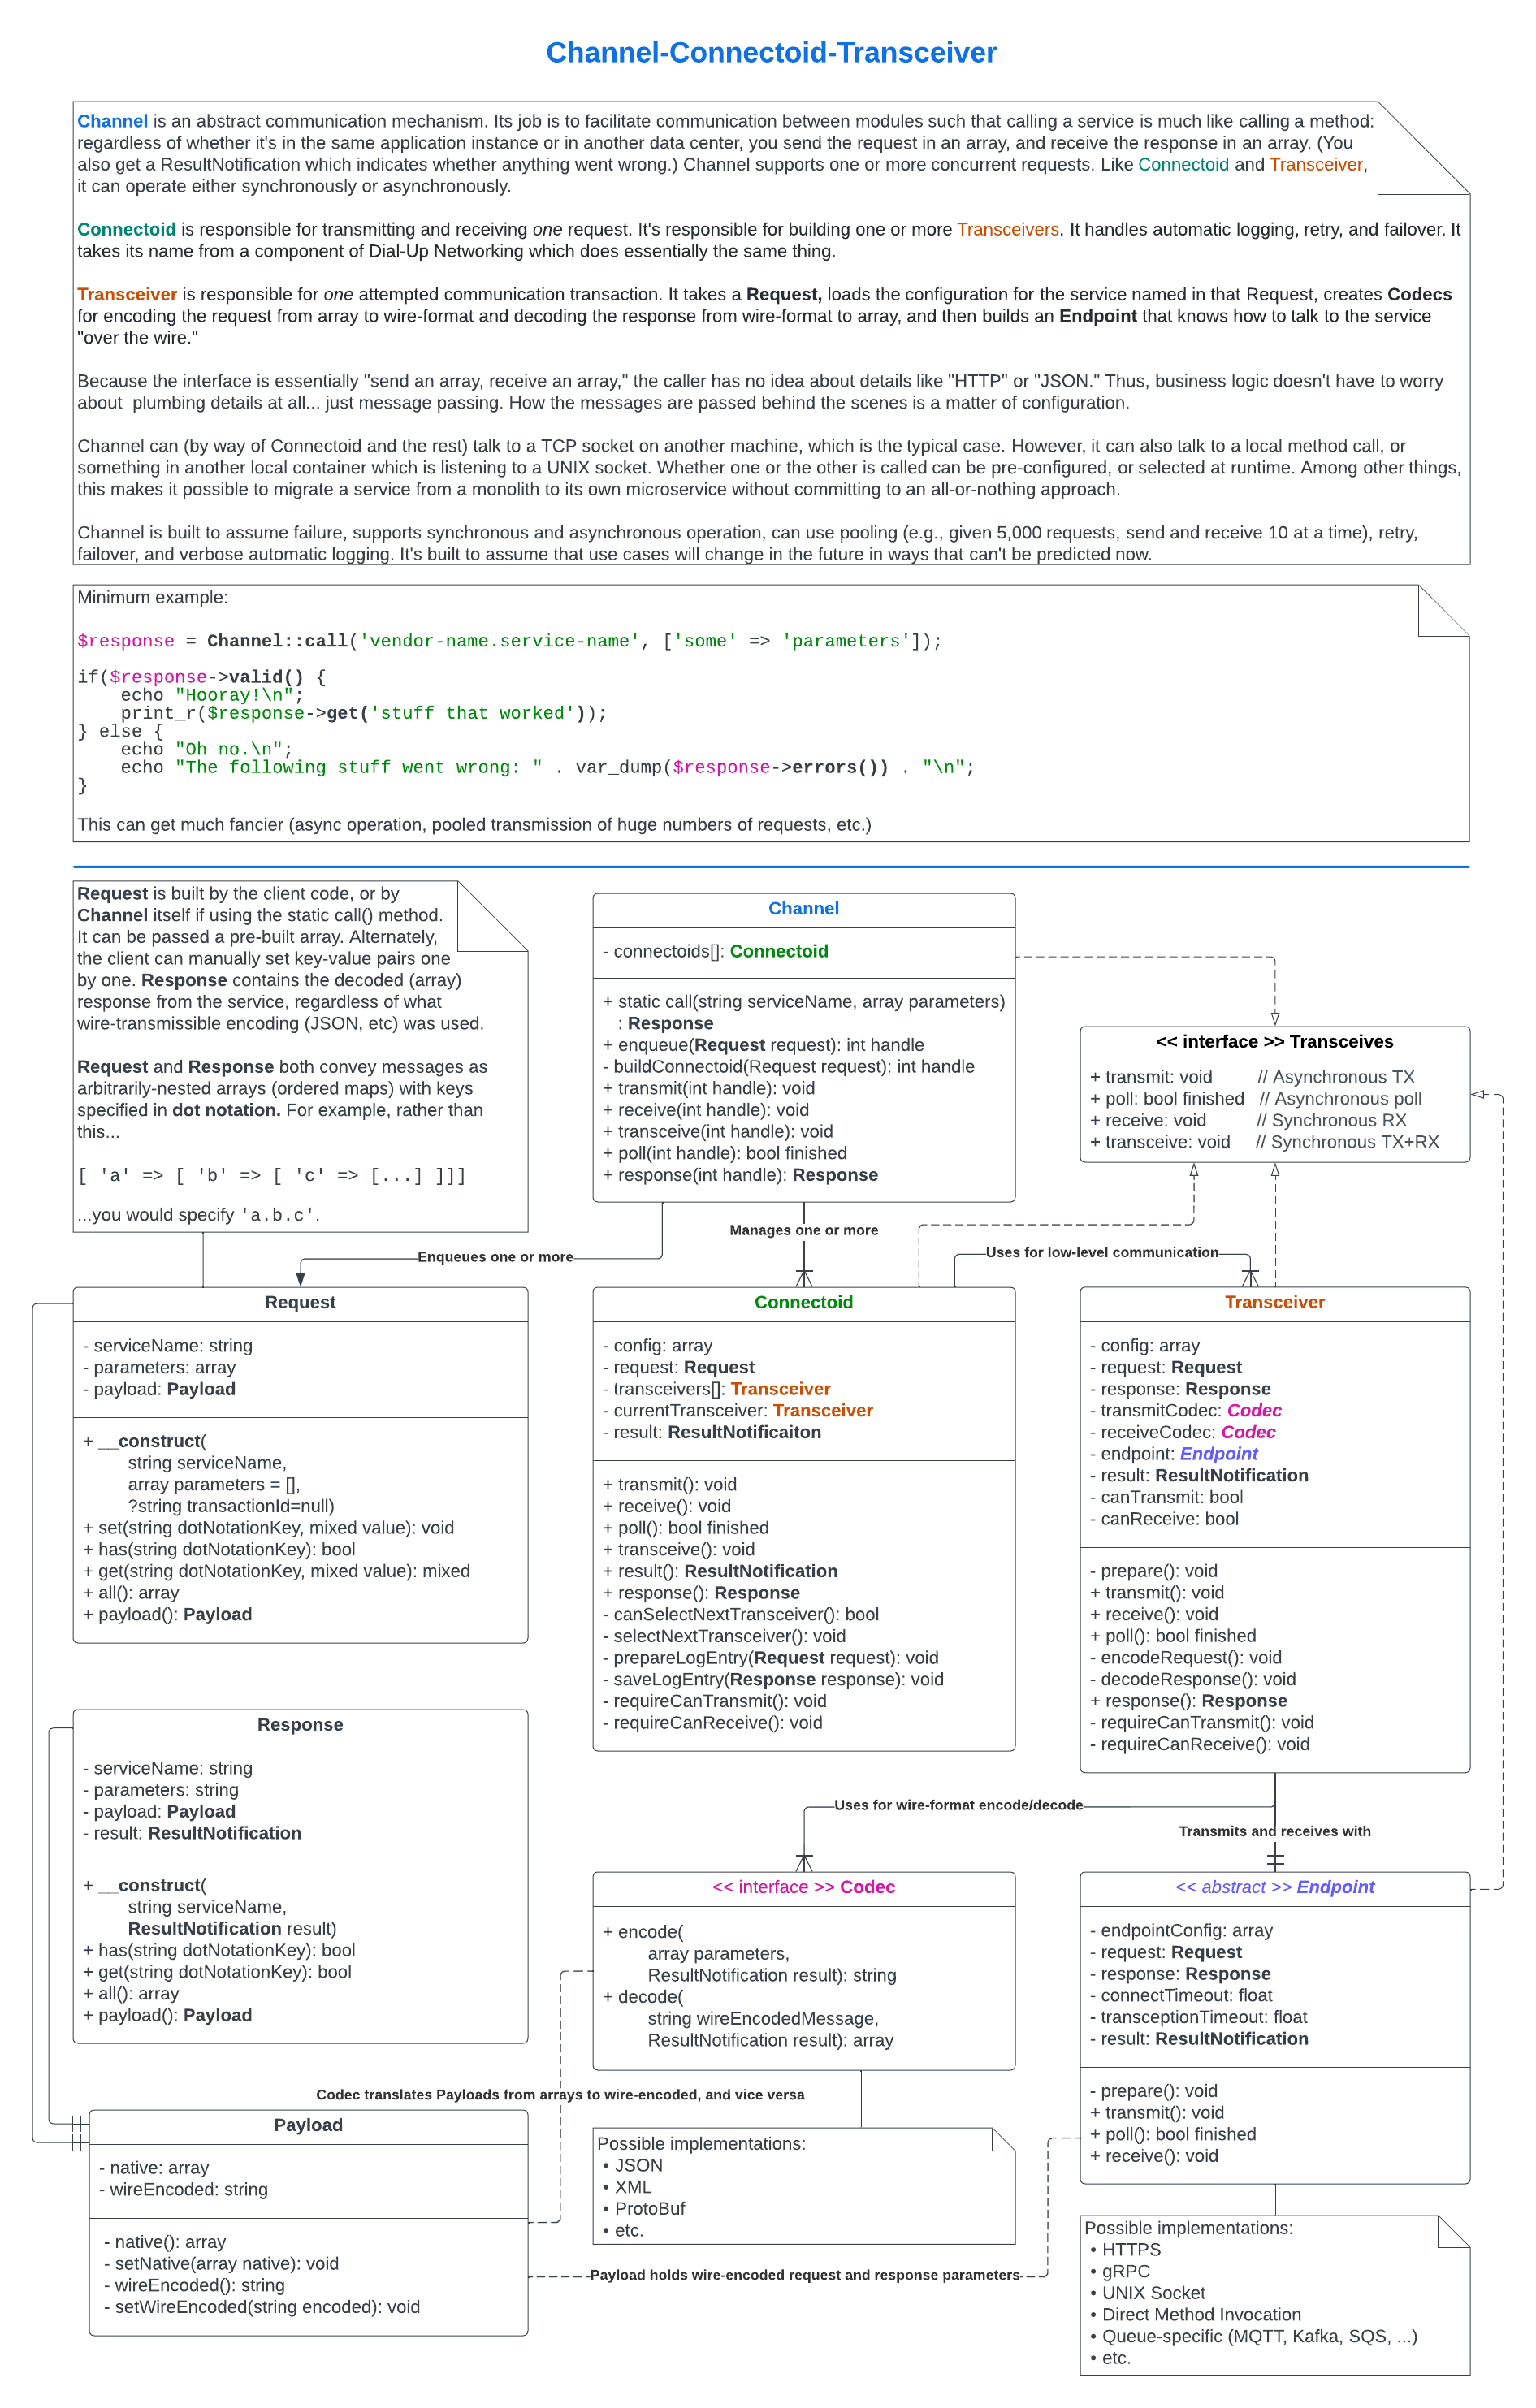 Channel-Connectoid-Transceiver
Channel is an abstract communication mechanism. Its job is to facilitate communication between modules such that calling a service is much like calling a method:
regardless of whether it's in the same application instance or in another data center, you send the request in an array, and receive the response in an array. (You
also get a ResultNotification which indicates whether anything went wrong.) Channel supports one or more concurrent requests. Like Connectoid and Transceiver,
it can operate either synchronously or asynchronously.
Connectoid is responsible for transmitting and receiving one request. It's responsible for building one or more Transceivers. It handles automatic logging, retry, and failover. It
takes its name from a component of Dial-Up Networking which does essentially the same thing.
Transceiver is responsible for one attempted communication transaction. It takes a Request, loads the configuration for the service named in that Request, creates Codecs
for encoding the request from array to wire-format and decoding the response from wire-format to array, and then builds an Endpoint that knows how to talk to the service
"over the wire."
Because the interface is essentially "send an array, receive an array," the caller has no idea about details like "HTTP" or "JSON." Thus, business logic doesn't have to worry
about  plumbing details at all... just message passing. How the messages are passed behind the scenes is a matter of configuration.
Channel can (by way of Connectoid and the rest) talk to a TCP socket on another machine, which is the typical case. However, it can also talk to a local method call, or
something in another local container which is listening to a UNIX socket. Whether one or the other is called can be pre-configured, or selected at runtime. Among other things,
this makes it possible to migrate a service from a monolith to its own microservice without committing to an all-or-nothing approach.
Channel is built to assume failure, supports synchronous and asynchronous operation, can use pooling (e.g., given 5,000 requests, send and receive 10 at a time), retry,
failover, and verbose automatic logging. It's built to assume that use cases will change in the future in ways that can't be predicted now.
Minimum example:
$response = Channel::call('vendor-name.service-name', ['some' => 'parameters']);
if($response->valid() {
    echo "Hooray!\n";
    print_r($response->get('stuff that worked'));
} else {
    echo "Oh no.\n";
    echo "The following stuff went wrong: " . var_dump($response->errors()) . "\n";
}
This can get much fancier (async operation, pooled transmission of huge numbers of requests, etc.)
Request is built by the client code, or by
Channel itself if using the static call() method.
It can be passed a pre-built array. Alternately,
the client can manually set key-value pairs one
by one. Response contains the decoded (array)
response from the service, regardless of what
wire-transmissible encoding (JSON, etc) was used.
Request and Response both convey messages as
arbitrarily-nested arrays (ordered maps) with keys
specified in dot notation. For example, rather than
this...
[ 'a' => [ 'b' => [ 'c' => [...] ]]]
...you would specify 'a.b.c'.
Channel
- connectoids[]: Connectoid
+ static call(string serviceName, array parameters)
: Response
+ enqueue(Request request): int handle
- buildConnectoid(Request request): int handle
+ transmit(int handle): void
+ receive(int handle): void
+ transceive(int handle): void
+ poll(int handle): bool finished
+ response(int handle): Response
<< interface >> Transceives
+ transmit: void // Asynchronous TX
+ poll: bool finished // Asynchronous poll
+ receive: void // Synchronous RX
+ transceive: void // Synchronous TX+RX
Manages one or more
Enqueues one or more
Uses for low-level communication
Request
- serviceName: string
- parameters: array
- payload: Payload
+ __construct(
string serviceName,
array parameters = [],
?string transactionId=null)
+ set(string dotNotationKey, mixed value): void
+ has(string dotNotationKey): bool
+ get(string dotNotationKey, mixed value): mixed
+ all(): array
+ payload(): Payload
Connectoid
- config: array
- request: Request
- transceivers[]: Transceiver
- currentTransceiver: Transceiver
- result: ResultNotificaiton
+ transmit(): void
+ receive(): void
+ poll(): bool finished
+ transceive(): void
+ result(): ResultNotification
+ response(): Response
- canSelectNextTransceiver(): bool
- selectNextTransceiver(): void
- prepareLogEntry(Request request): void
- saveLogEntry(Response response): void
- requireCanTransmit(): void
- requireCanReceive(): void
Transceiver
- config: array
- request: Request
- response: Response
- transmitCodec: Codec
- receiveCodec: Codec
- endpoint: Endpoint
- result: ResultNotification
- canTransmit: bool
- canReceive: bool
- prepare(): void
+ transmit(): void
+ receive(): void
+ poll(): bool finished
- encodeRequest(): void
- decodeResponse(): void
+ response(): Response
- requireCanTransmit(): void
- requireCanReceive(): void
Response
- serviceName: string
- parameters: string
- payload: Payload
- result: ResultNotification
+ __construct(
string serviceName,
ResultNotification result)
+ has(string dotNotationKey): bool
+ get(string dotNotationKey): bool
+ all(): array
+ payload(): Payload
Uses for wire-format encode/decode
Transmits and receives with
<< interface >> Codec
+ encode(
array parameters,
ResultNotification result): string
+ decode(
string wireEncodedMessage,
ResultNotification result): array
<< abstract >> Endpoint
- endpointConfig: array
- request: Request
- response: Response
- connectTimeout: float
- transceptionTimeout: float
- result: ResultNotification
- prepare(): void
+ transmit(): void
+ poll(): bool finished
+ receive(): void
Codec translates Payloads from arrays to wire-encoded, and vice versa
Payload
- native: array
- wireEncoded: string
- native(): array
- setNative(array native): void
- wireEncoded(): string
- setWireEncoded(string encoded): void
Possible implementations:
• JSON
• XML
• ProtoBuf
• etc.
Payload holds wire-encoded request and response parameters
Possible implementations:
• HTTPS
• gRPC
• UNIX Socket
• Direct Method Invocation
• Queue-specific (MQTT, Kafka, SQS, ...)
• etc.